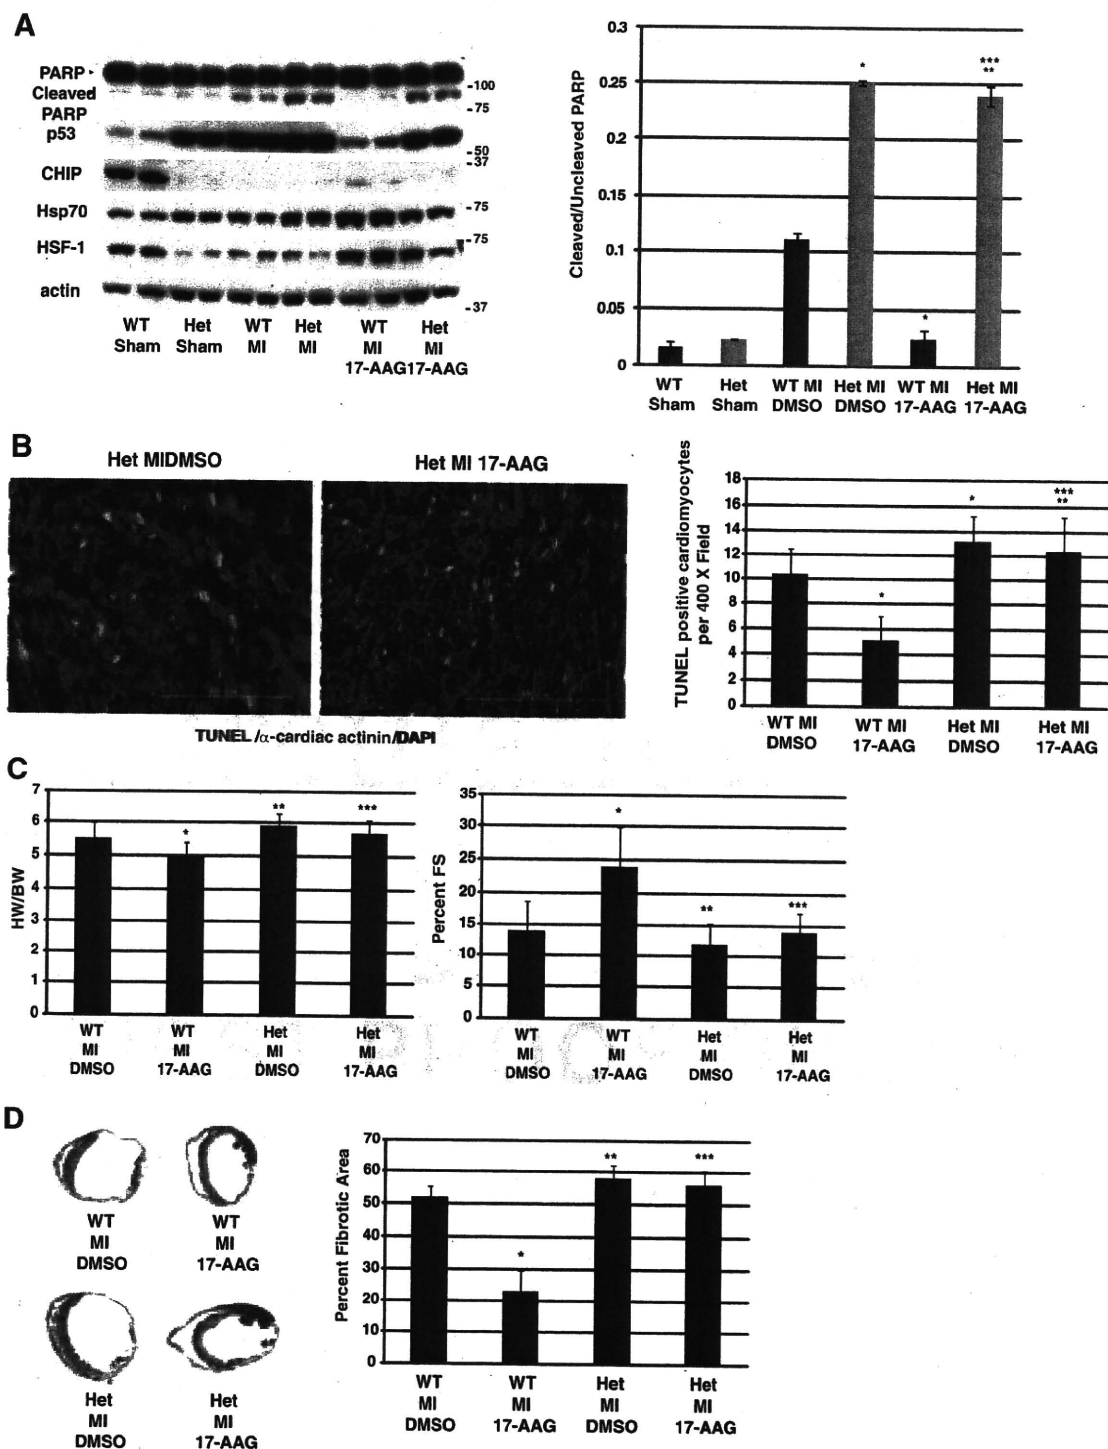 A
PARP
Cleaved
PARP
p53
CHIP
Hsp70
HSF-1
actin
-100
-75
-50
-37
-75
-75
-37
WT Het WT Het WT Het
Sham Sham MI MI MI MI
17-AAG 17-AAG
Cleaved/Uncleaved PARP
0.3
0.25
0.2
0.15
0.1
0.05
0
*
***
**
*
WT Het WT MI Het MI WT MI Het MI
Sham Sham DMSO DMSO 17-AAG 17-AAG
B
Het MIDMSO
Het MI 17-AAG
TUNEL/α-cardiac actinin/DAPI
TUNEL positive cardiomyocytes
per 400 X Field
18
16
14
12
10
8
6
4
2
0
*
*
***
**
WT MI WT MI Het MI Het MI
DMSO 17-AAG DMSO 17-AAG
C
HW/BW
7
6
5
4
3
2
1
0
*
**
***
WT WT Het Het
MI MI MI MI
DMSO 17-AAG DMSO 17-AAG
Percent FS
35
30
25
20
15
10
5
0
*
**
***
WT WT Het Het
MI MI MI MI
DMSO 17-AAG DMSO 17-AAG
D
WT WT
MI MI
DMSO 17-AAG
Het Het
MI MI
DMSO 17-AAG
Percent Fibrotic Area
70
60
50
40
30
20
10
0
*
**
***
WT WT Het Het
MI MI MI MI
DMSO 17-AAG DMSO 17-AAG